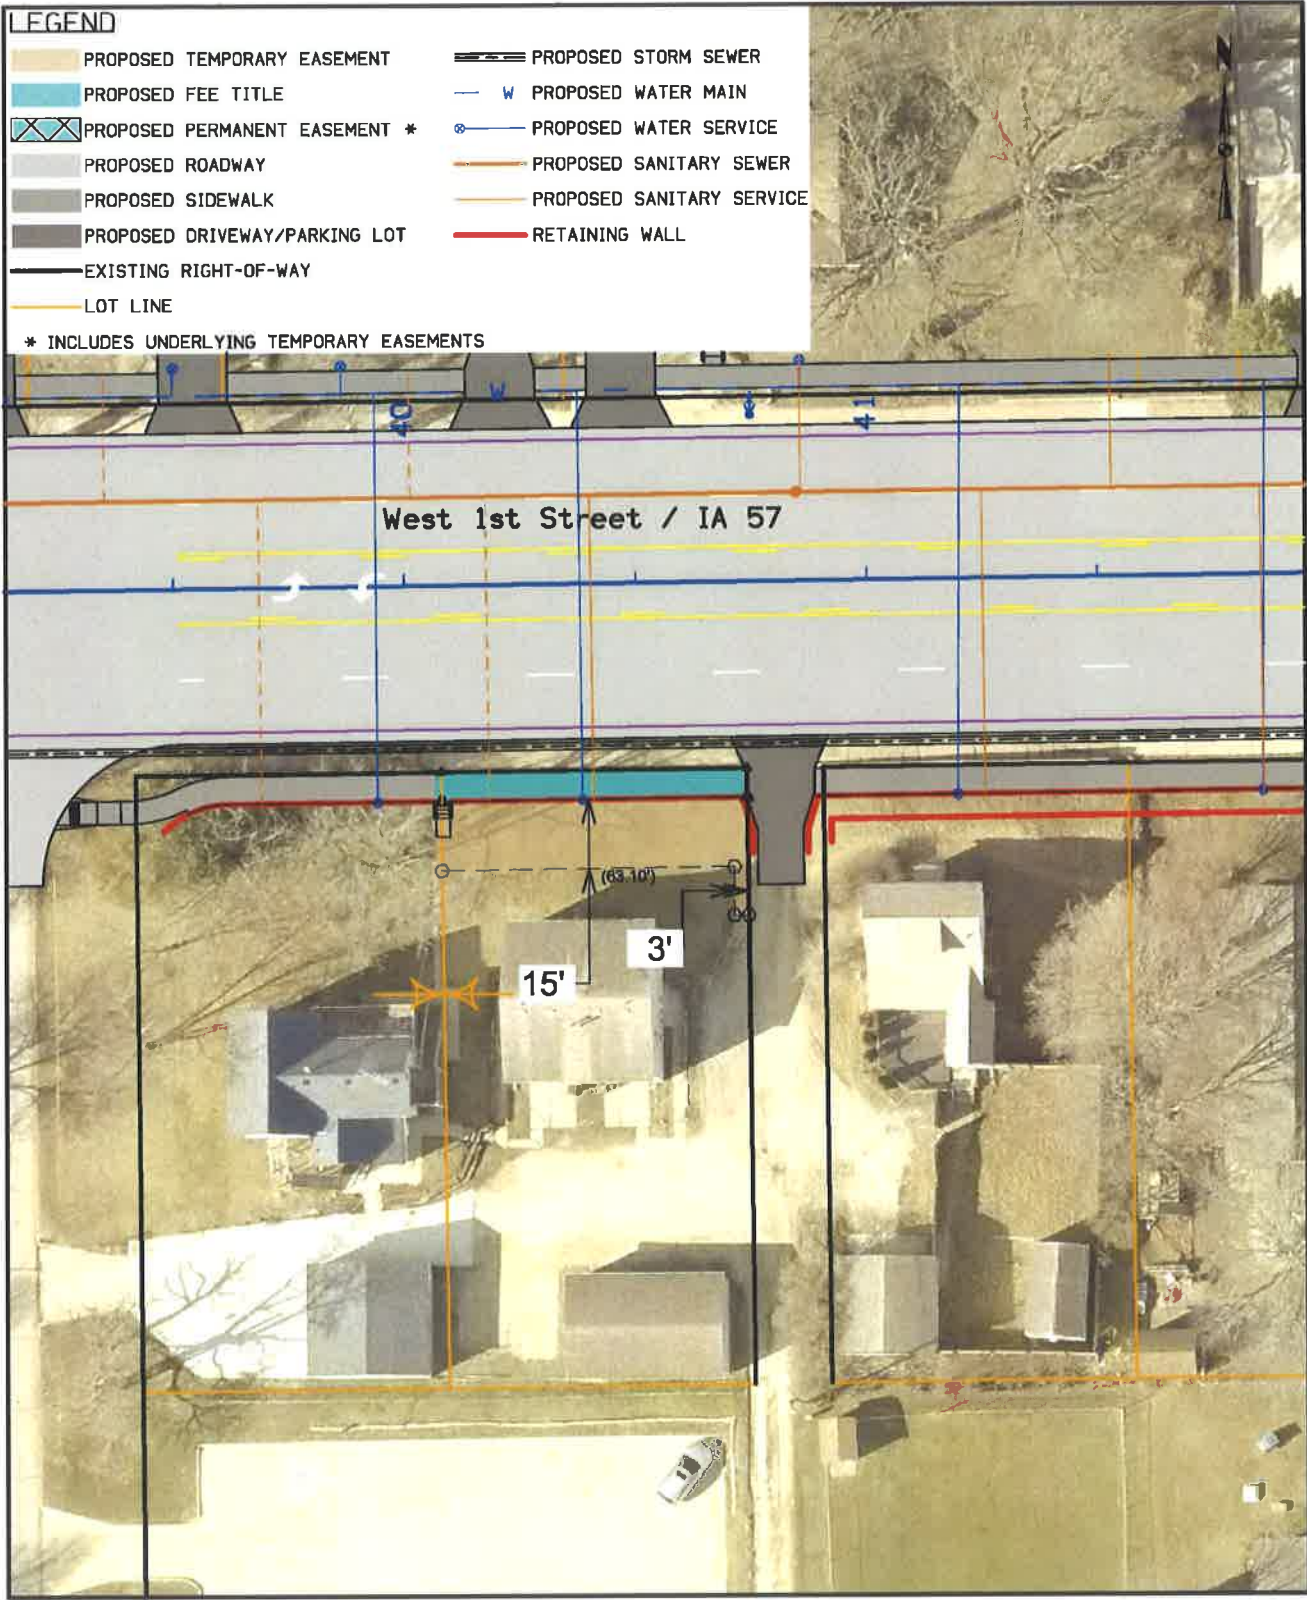 LEGEND
PROPOSED TEMPORARY EASEMENT
PROPOSED FEE TITLE
PROPOSED PERMANENT EASEMENT *
PROPOSED ROADWAY
PROPOSED SIDEWALK
PROPOSED DRIVEWAY/PARKING LOT
EXISTING RIGHT-OF-WAY
LOT LINE
* INCLUDES UNDERLYING TEMPORARY EASEMENTS
PROPOSED STORM SEWER
W PROPOSED WATER MAIN
PROPOSED WATER SERVICE
PROPOSED SANITARY SEWER
PROPOSED SANITARY SERVICE
RETAINING WALL
N
W
40
41
West 1st Street / IA 57
(63.10')
3'
15'